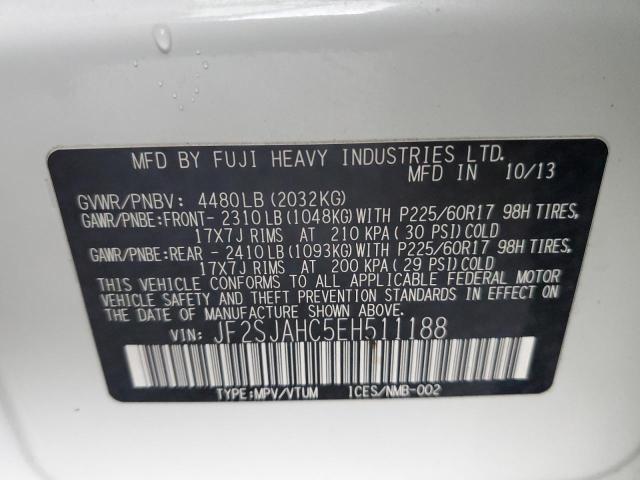 MFD BY FUJI HEAVY INDUSTRIES LTD.
MFD IN 10/13
GVWR/PNBV: 4480LB (2032KG)
GAWR/PNBE:FRONT- 2310LB(1048KG)WITH P225/60R17 98H TIRES,
17X7J RIMS AT 210 KPA( 30 PSI)COLD
GAWR/PNBE:REAR - 2410LB(1093KG)WITH P225/60R17 98H TIRES,
17X7J RIMS AT 200 KPA( 29 PSI)COLD
THIS VEHICLE CONFORMS TO ALL APPLICABLE FEDERAL MOTOR
VEHICLE SAFETY AND THEFT PREVENTION STANDARDS IN EFFECT ON
THE DATE OF MANUFACTURE SHOWN ABOVE.
VIN: JF2SJAHC5EH511188
TYPE:MPV/VTUM ICES/NMB-002